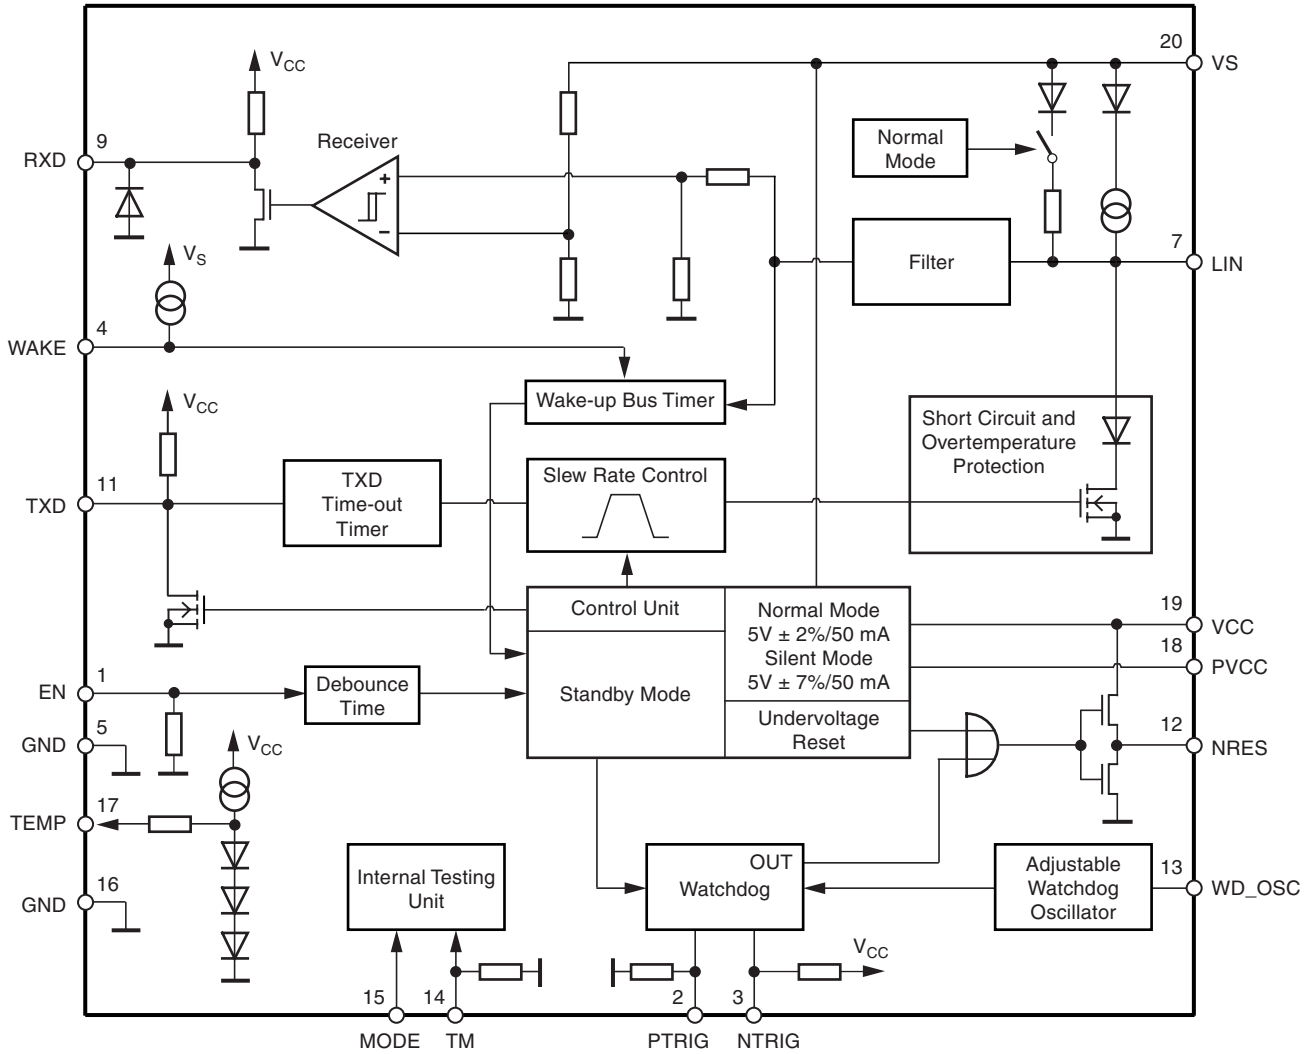 20
VS
VCC
9
RXD
Receiver
+
−
Normal
Mode
7
LIN
Filter
VS
4
WAKE
Wake-up Bus Timer
VCC
11
TXD
TXD
Time-out
Timer
Slew Rate Control
Short Circuit and
Overtemperature
Protection
Control Unit
Normal Mode
5V ± 2%/50 mA
Silent Mode
5V ± 7%/50 mA
19
VCC
18
PVCC
1
EN
Debounce
Time
Standby Mode
Undervoltage
Reset
12
NRES
5
GND
VCC
17
TEMP
16
GND
Internal Testing
Unit
OUT
Watchdog
Adjustable
Watchdog
Oscillator
13
WD_OSC
VCC
15
14
2
3
MODE
TM
PTRIG
NTRIG